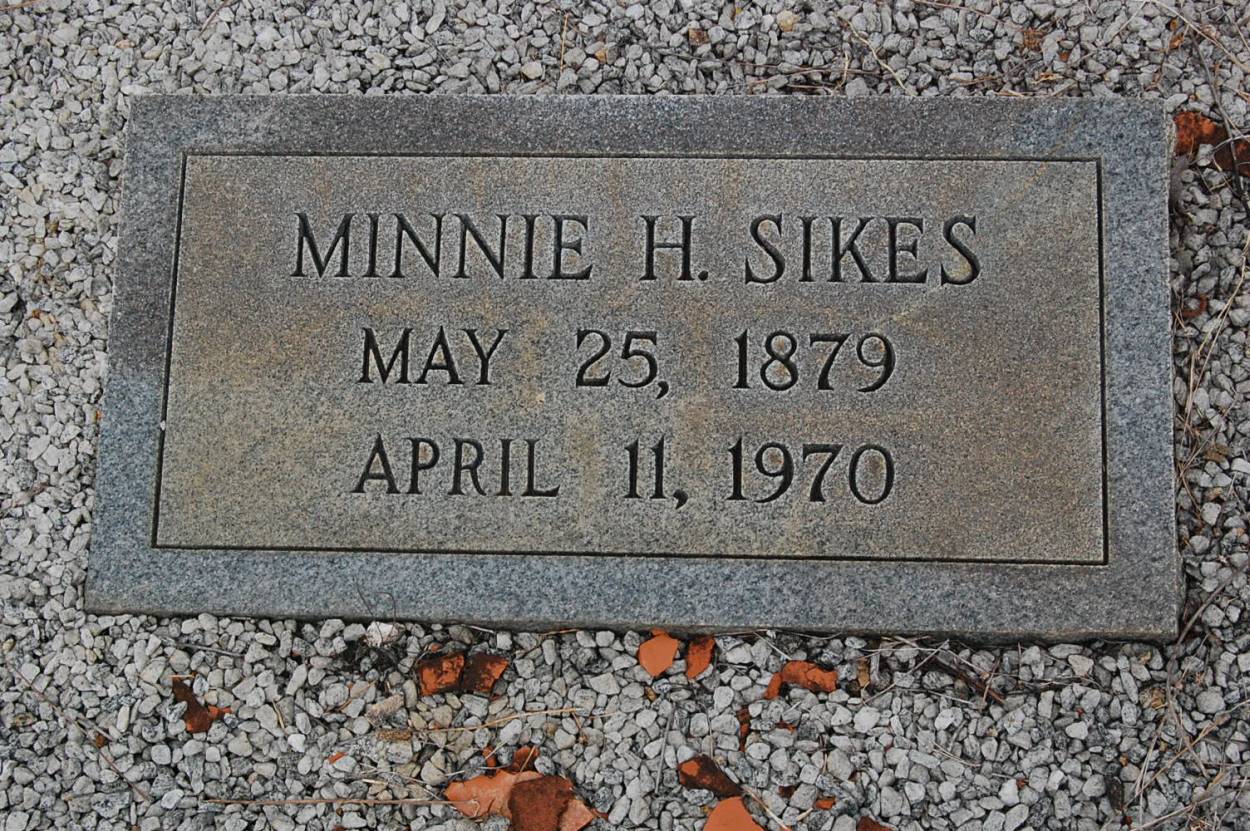 MINNIE H. SIKES
MAY 25, 1879
APRIL 11, 1970